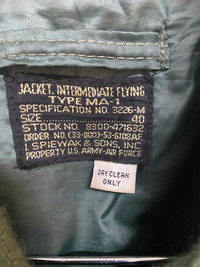 JACKET, INTERMEDIATE FLYING
TYPE MA-1
SPECIFICATION NO. 3226-M
SIZE 40
STOCK NO. 8300-471632
ORDER NO. (33-800)-53-6108AF
I. SPIEWAK & SONS, INC
PROPERTY U.S. ARMY-AIR FORCE
DRY CLEAN
ONLY